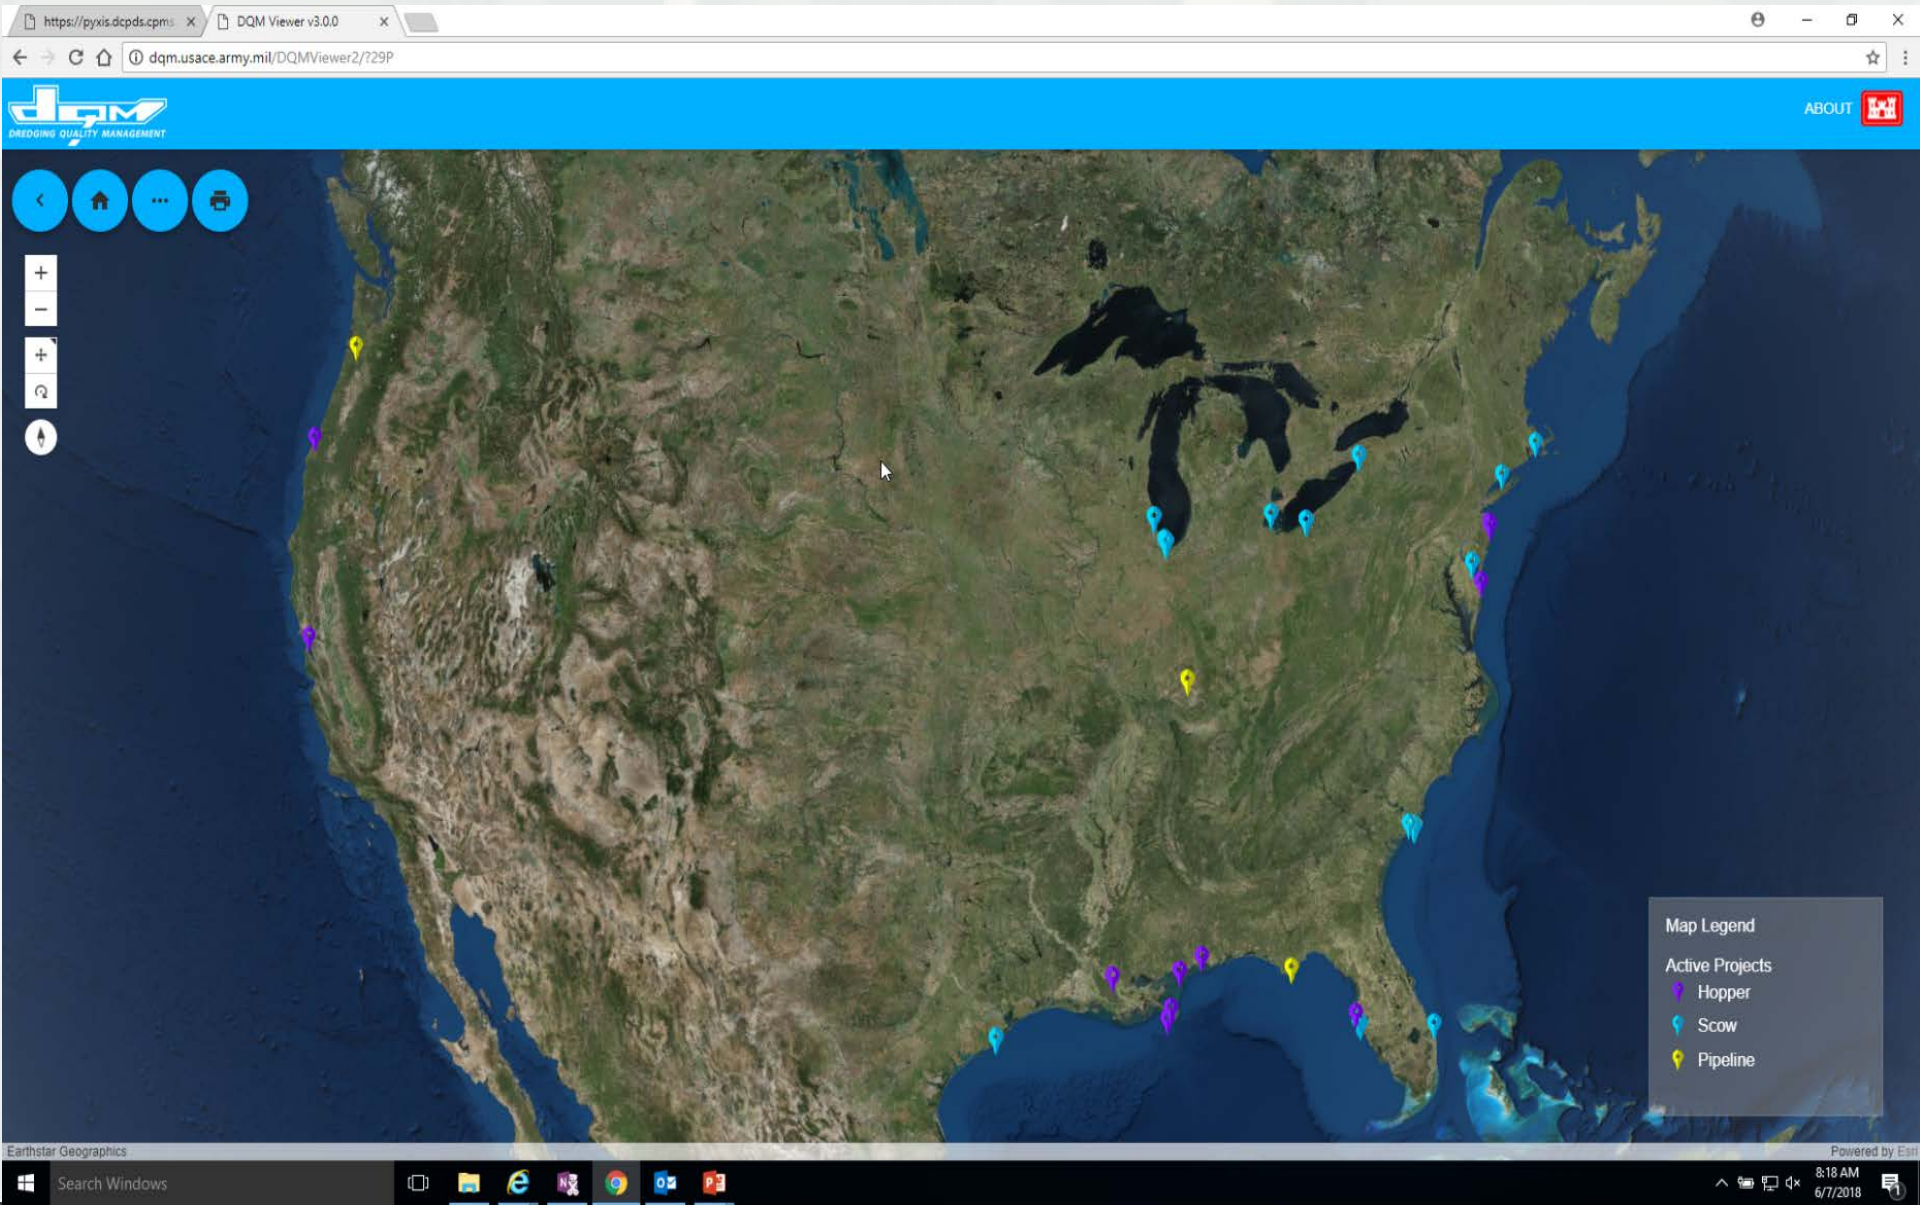 https://pyxis.dcpds.cpms
DQM Viewer v3.0.0
dqm.usace.army.mil/DQMViewer2/?29P
dqm
DREDGING QUALITY MANAGEMENT
ABOUT
Map Legend
Active Projects
Hopper
Scow
Pipeline
Earthstar Geographics
Powered by Esri
Search Windows
8:18 AM
6/7/2018